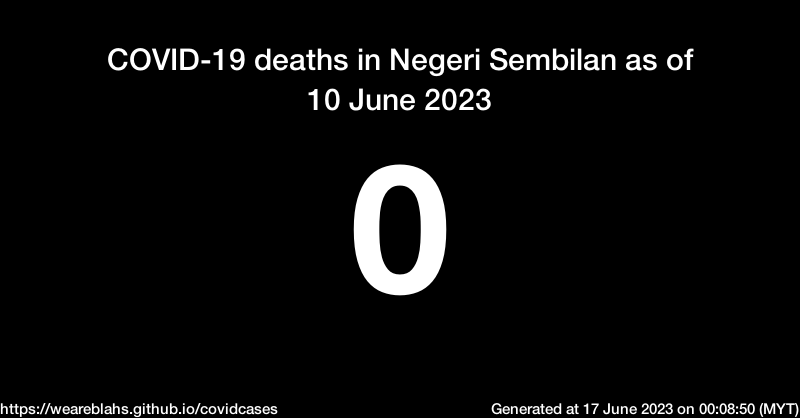 COVID-19 deaths in Negeri Sembilan as of
10 June 2023
0
https://weareblahs.github.io/covidcases
Generated at 17 June 2023 on 00:08:50 (MYT)